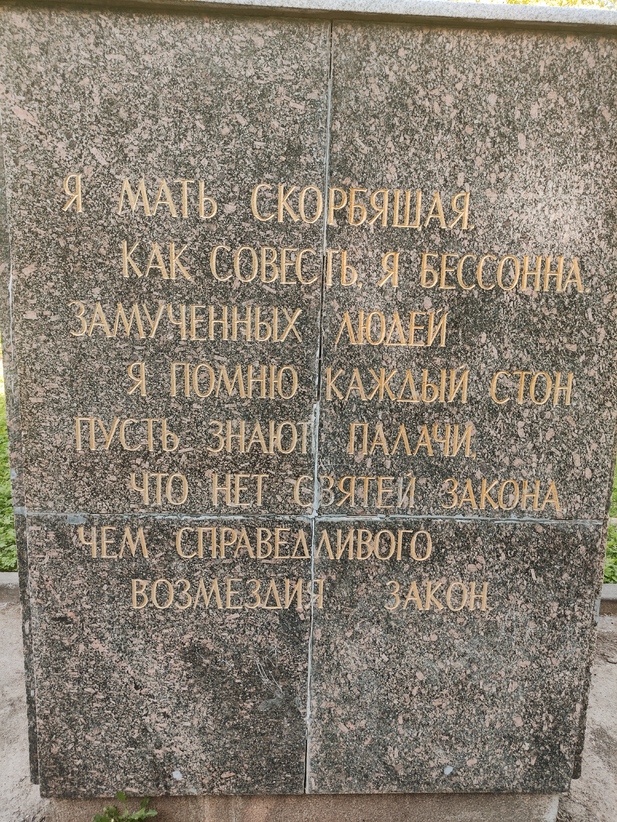 Я МАТЬ СКОРБЯЩАЯ,
КАК СОВЕСТЬ, Я БЕССОННА.
ЗАМУЧЕННЫХ ЛЮДЕЙ
Я ПОМНЮ КАЖДЫЙ СТОН.
ПУСТЬ ЗНАЮТ ПАЛАЧИ,
ЧТО НЕТ СВЯТЕЙ ЗАКОНА,
ЧЕМ СПРАВЕДЛИВОГО
ВОЗМЕЗДИЯ ЗАКОН.